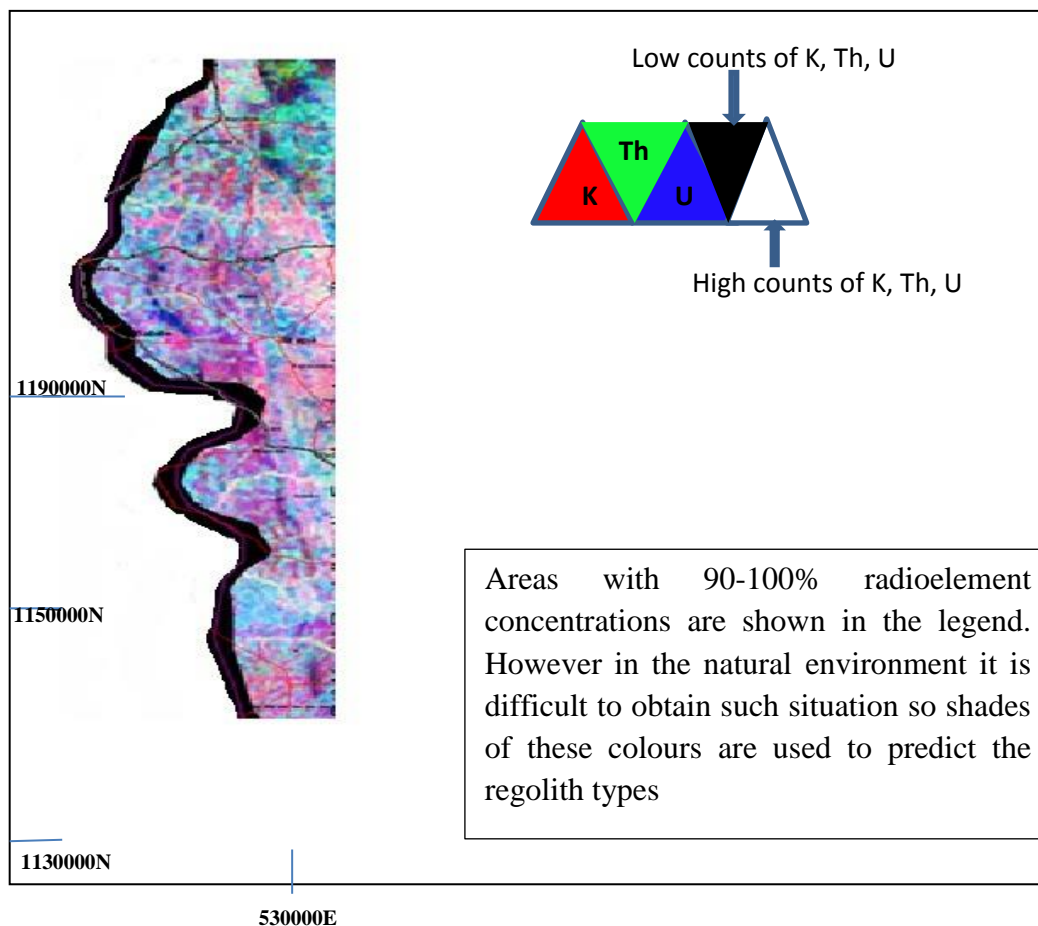 Low counts of K, Th, U
Th
K
U
High counts of K, Th, U
1190000N
Areas with 90-100% radioelement
concentrations are shown in the legend.
However in the natural environment it is
difficult to obtain such situation so shades
of these colours are used to predict the
regolith types
1150000N
1130000N
530000E